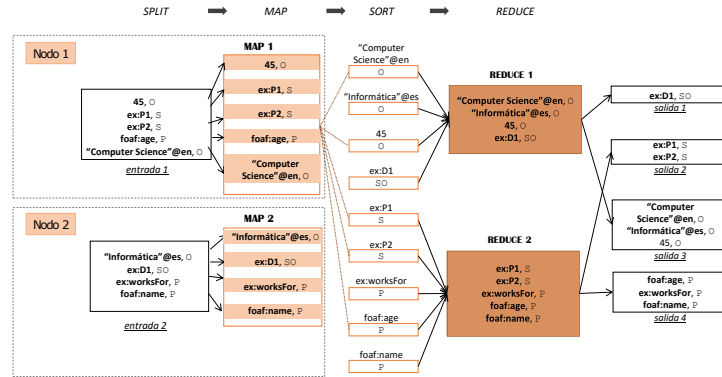 SPLIT
MAP
SORT
REDUCE
Nodo 1
MAP 1
45, O
ex:P1, S
ex:P2, S
foaf:age, P
"Computer Science"@en, O
entrada 1
45, O
ex:P1, S
ex:P2, S
foaf:age, P
"Computer
Science"@en, O
Nodo 2
MAP 2
"Informática"@es, O
ex:D1, SO
ex:worksFor, P
foaf:name, P
entrada 2
"Informática"@es, O
ex:D1, SO
ex:worksFor, P
foaf:name, P
"Computer
Science"@en
O
"Informática"@es
O
45
O
ex:D1
SO
ex:P1
S
ex:P2
S
ex:worksFor
P
foaf:age
P
foaf:name
P
REDUCE 1
"Computer Science"@en, O
"Informática"@es, O
45, O
ex:D1, SO
REDUCE 2
ex:P1, S
ex:P2, S
ex:worksFor, P
foaf:age, P
foaf:name, P
ex:D1, SO
salida 1
ex:P1, S
ex:P2, S
salida 2
"Computer
Science"@en, O
"Informática"@es, O
45, O
salida 3
foaf:age, P
ex:worksFor, P
foaf:name, P
salida 4